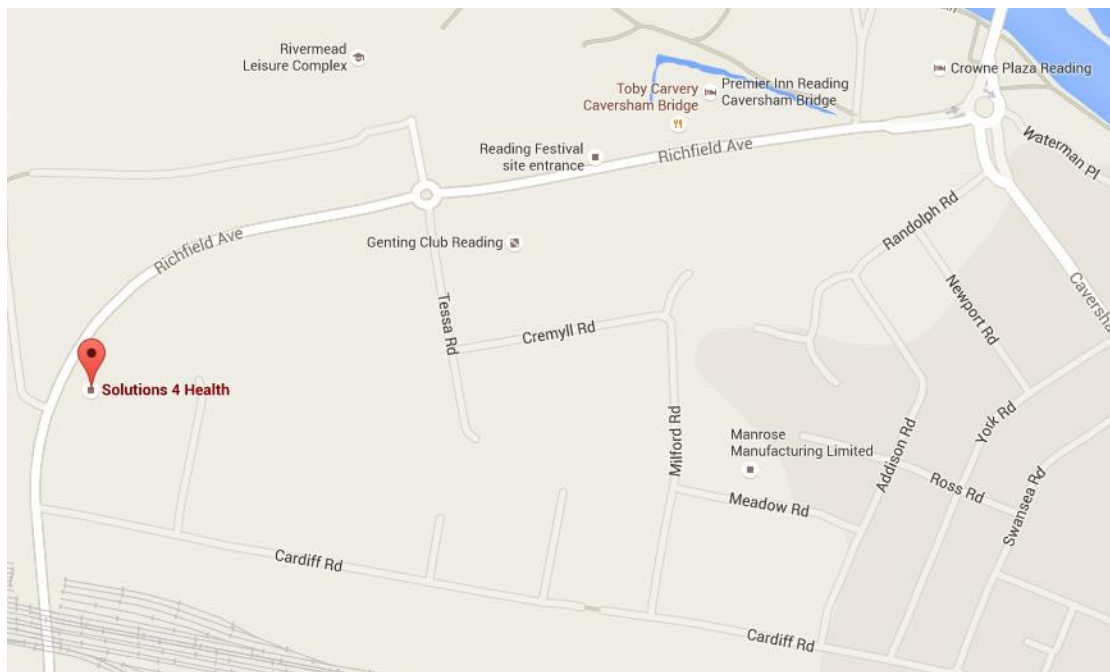 Rivermead
Leisure Complex
Crowne Plaza Reading
Toby Carvery
Caversham Bridge
Premier Inn Reading
Caversham Bridge
Richfield Ave
Reading Festival
site entrance
Waterman Pl
Randolph Rd
Richfield Ave
Genting Club Reading
Newport Rd
Caversha
Tessa Rd
Cremyll Rd
Solutions 4 Health
York Rd
Milford Rd
Manrose
Manufacturing Limited
Addison Rd
Ross Rd
Swansea Rd
Meadow Rd
Cardiff Rd
Cardiff Rd